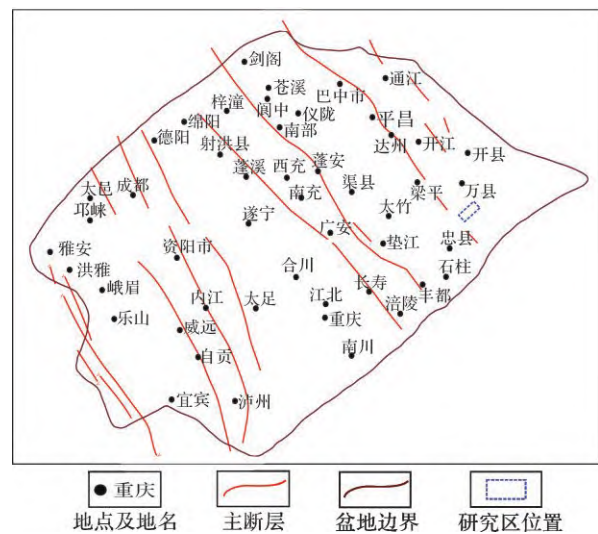 剑阁
通江
苍溪
巴中市
梓潼
阆中
仪陇
绵阳
平昌
南部
德阳
射洪县
达州
开江
开县
蓬溪
西充
蓬安
渠县
梁平
万县
太邑
成都
南充
太竹
邛崃
遂宁
广安
垫江
忠县
雅安
资阳市
洪雅
合川
石柱
峨眉
长寿
丰都
内江
太足
江北
涪陵
乐山
威远
重庆
自贡
南川
宜宾
泸州
重庆
地点及地名
主断层
盆地边界
研究区位置